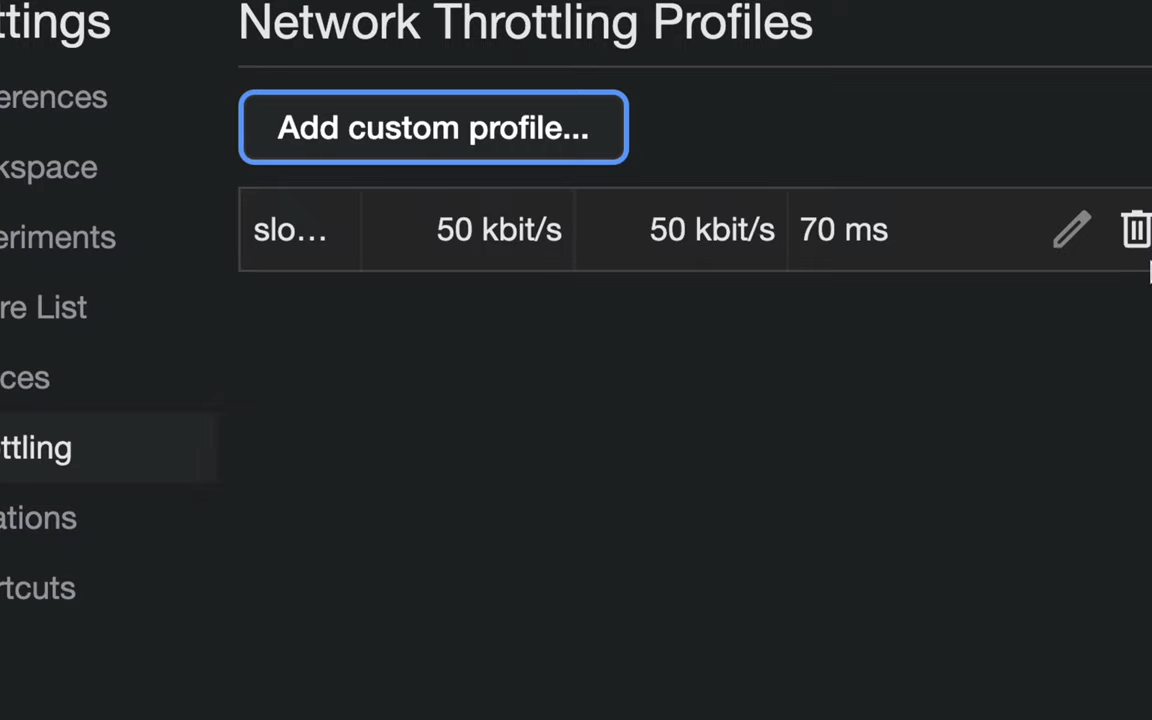 ttings
erences
kspace
eriments
re List
ces
ttling
ations
rtcuts
Network Throttling Profiles
Add custom profile...
slo… 50 kbit/s 50 kbit/s 70 ms